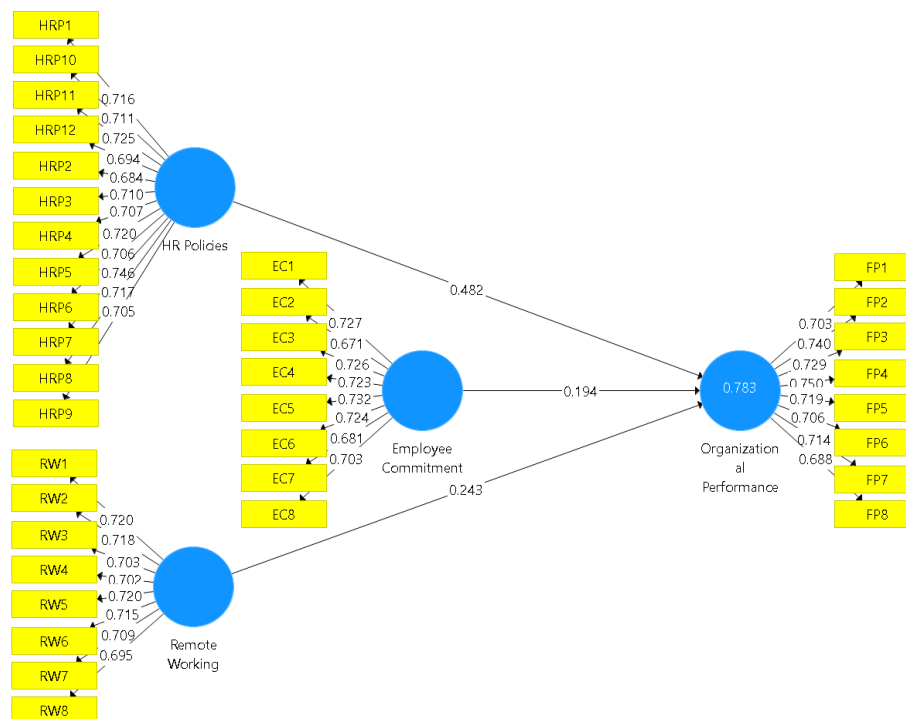 HRP1
HRP10
HRP11
HRP12
HRP2
HRP3
HRP4
HRP5
HRP6
HRP7
HRP8
HRP9
0.716
0.711
0.725
0.694
0.684
0.710
0.707
0.720
0.706
0.746
0.717
0.705
HR Policies
EC1
EC2
EC3
EC4
EC5
EC6
EC7
EC8
0.727
0.671
0.726
0.723
0.732
0.724
0.681
0.703
Employee
Commitment
RW1
RW2
RW3
RW4
RW5
RW6
RW7
RW8
0.720
0.718
0.703
0.702
0.720
0.715
0.709
0.695
Remote
Working
0.482
0.194
0.243
0.783
Organization
al
Performance
0.703
0.740
0.729
0.750
0.719
0.706
0.714
0.688
FP1
FP2
FP3
FP4
FP5
FP6
FP7
FP8